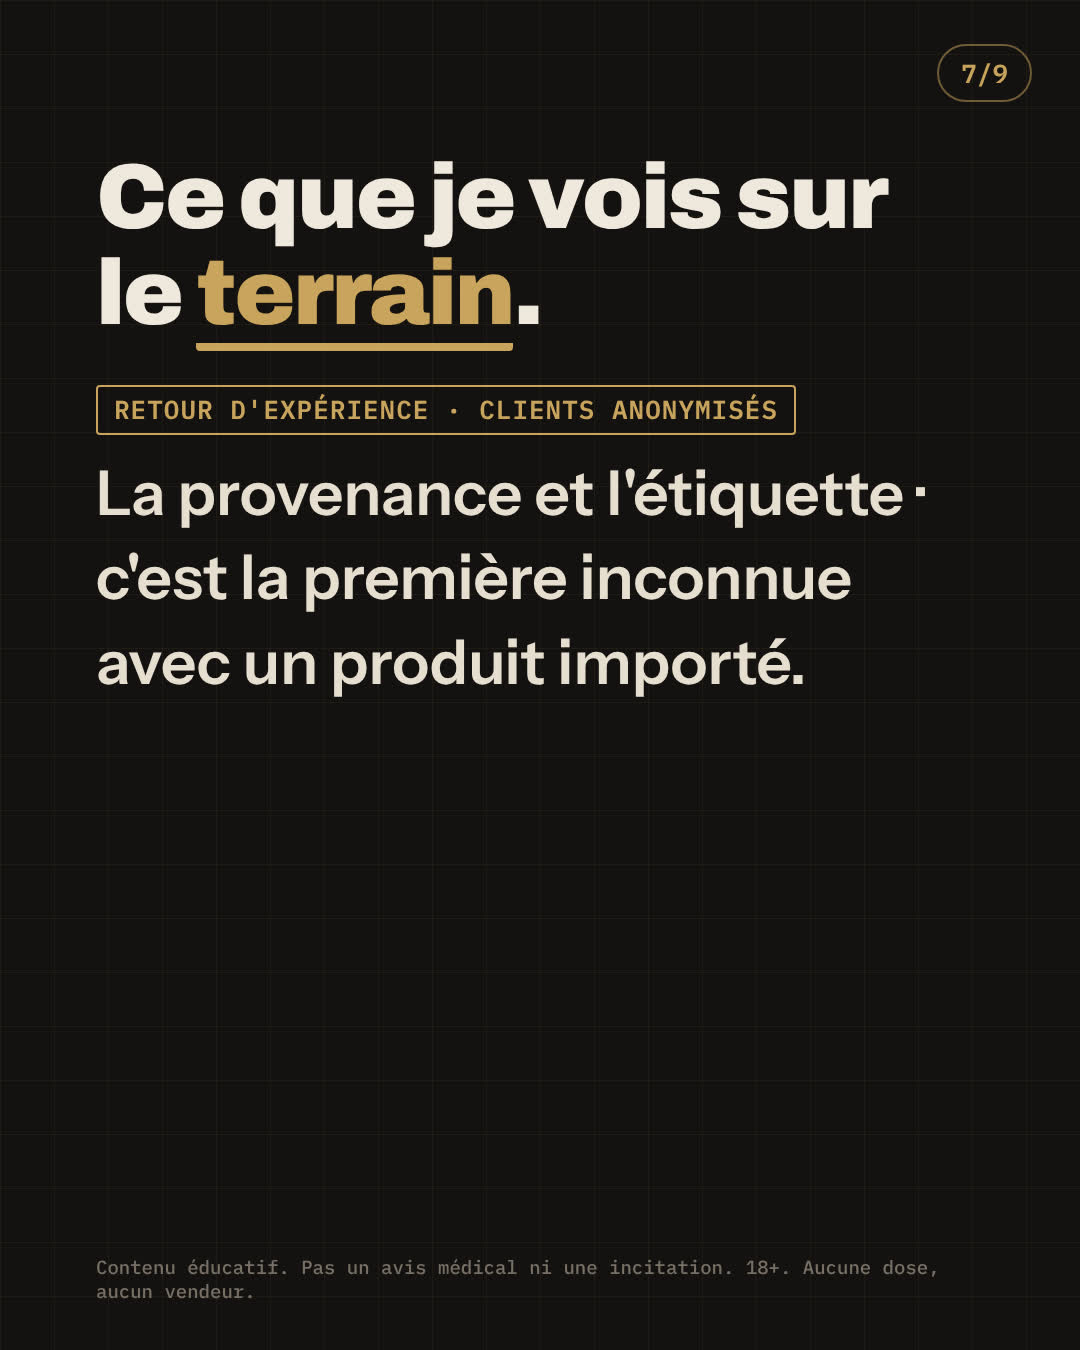 7/9
Ce que je vois sur
le terrain.
RETOUR D'EXPÉRIENCE · CLIENTS ANONYMISÉS
La provenance et l'étiquette ·
c'est la première inconnue
avec un produit importé.
Contenu éducatif. Pas un avis médical ni une incitation. 18+. Aucune dose,
aucun vendeur.